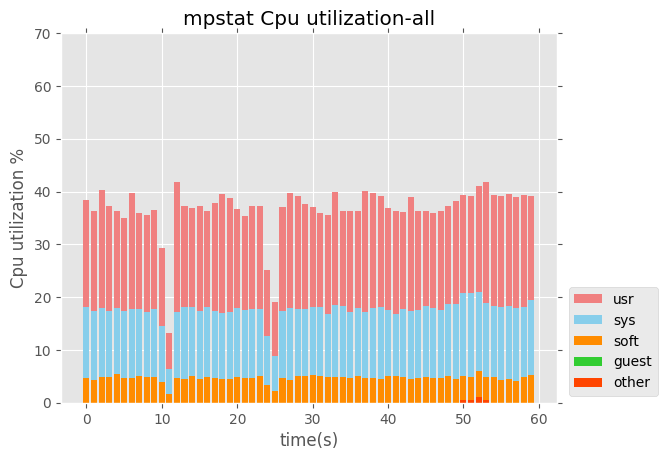 mpstat Cpu utilization-all
70
60
50
40
30
20
10
0
Cpu utilization %
0 10 20 30 40 50 60
time(s)
usr
sys
soft
guest
other